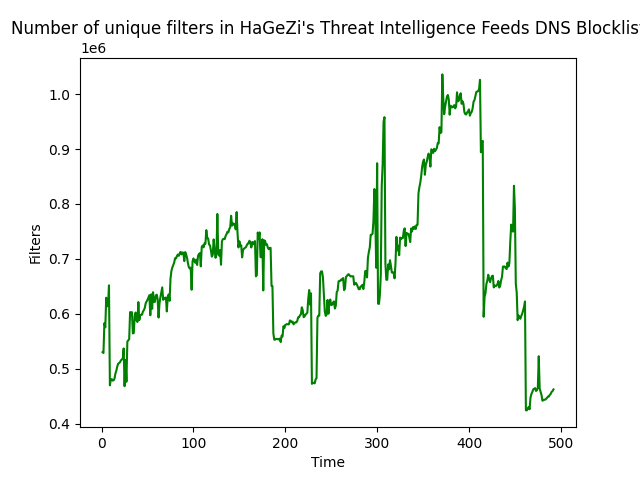 Number of unique filters in HaGeZi's Threat Intelligence Feeds DNS Blocklis
1e6
1.0
0.9
0.8
0.7
0.6
0.5
0.4
Filters
0 100 200 300 400 500
Time